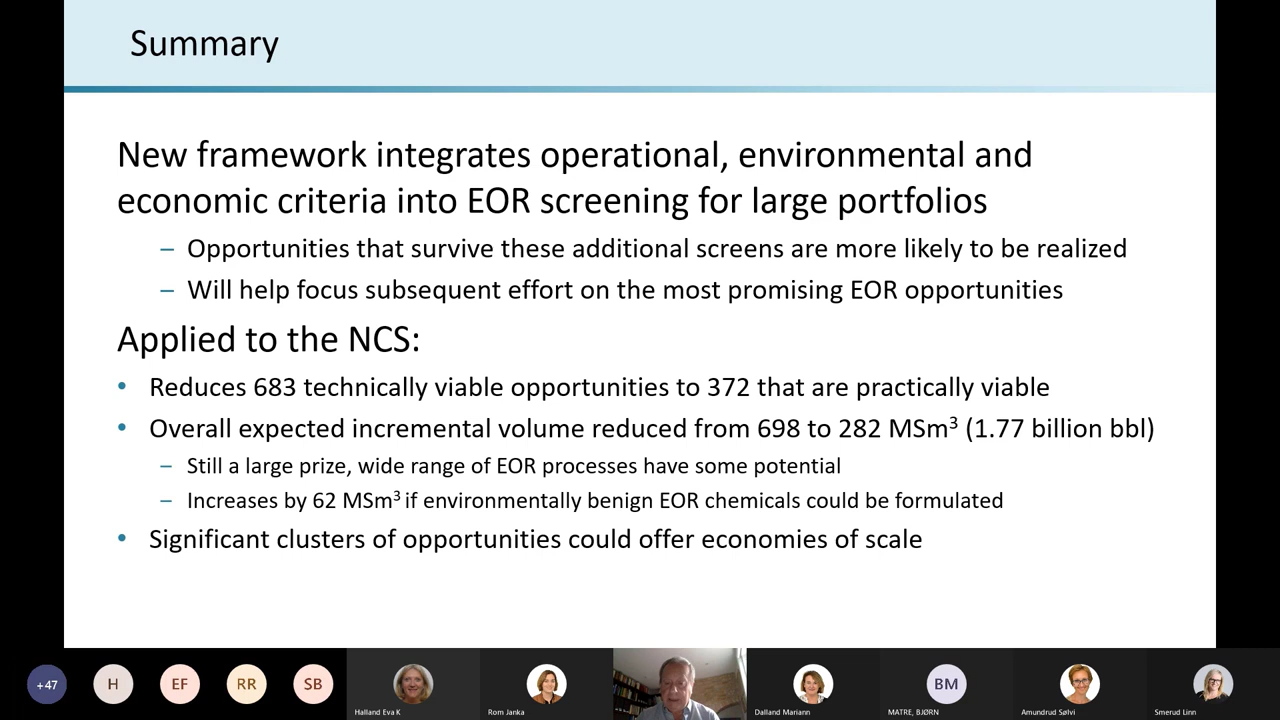 Summary
New framework integrates operational, environmental and
economic criteria into EOR screening for large portfolios
– Opportunities that survive these additional screens are more likely to be realized
– Will help focus subsequent effort on the most promising EOR opportunities
Applied to the NCS:
• Reduces 683 technically viable opportunities to 372 that are practically viable
• Overall expected incremental volume reduced from 698 to 282 MSm³ (1.77 billion bbl)
– Still a large prize, wide range of EOR processes have some potential
– Increases by 62 MSm³ if environmentally benign EOR chemicals could be formulated
• Significant clusters of opportunities could offer economies of scale
+47 H EF RR SB BM
Halland Eva K Rom Janka Dalland Mariann MATRE, BJØRN Amundrud Sølvi Smerud Linn